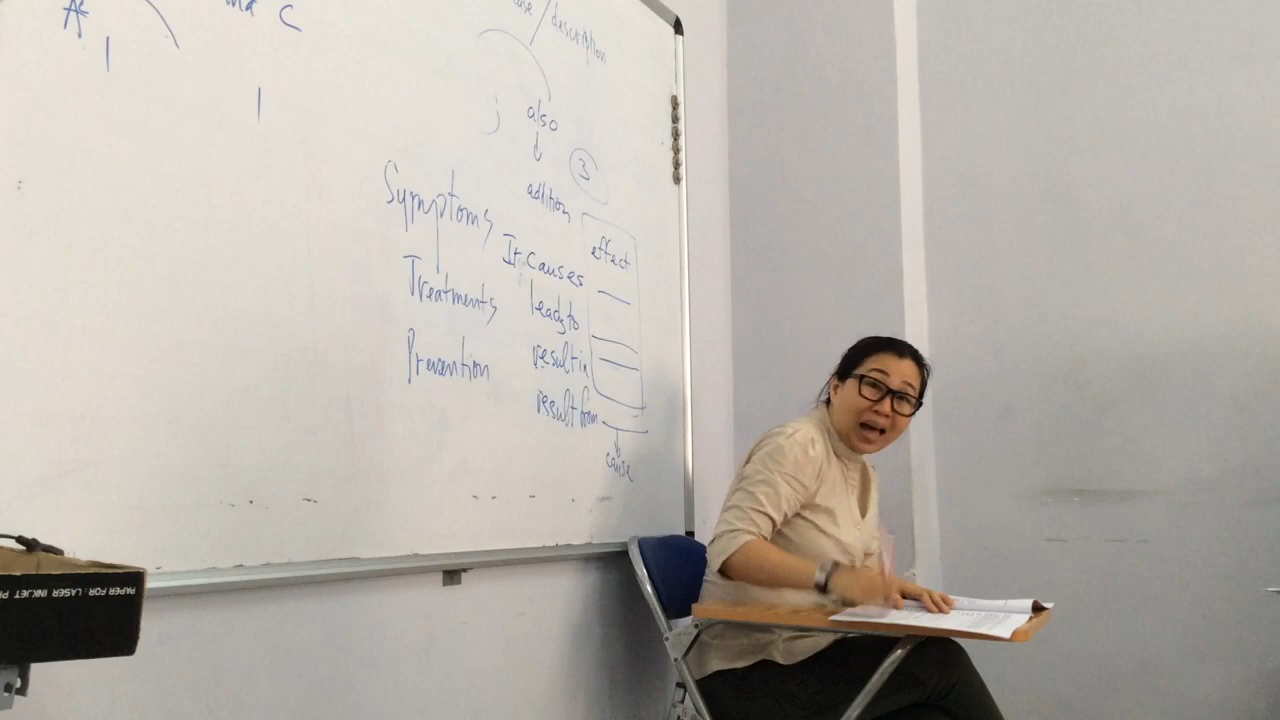 C
/description
also
3
addition
Symptoms
effect
It causes
Treatments
leads to
Prevention
result in
result from
cause
PAPER FOR: LASER INKJET